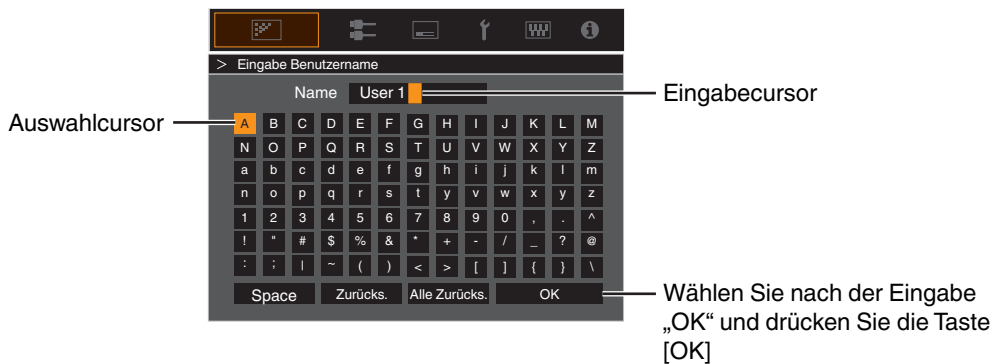 > Eingabe Benutzername
Name User 1
Eingabecursor
Auswahlcursor
A B C D E F G H I J K L M
N O P Q R S T U V W X Y Z
a b c d e f g h i j k l m
n o p q r s t y v w x y z
1 2 3 4 5 6 7 8 9 0 , . ^
! " # $ % & * + - / _ ? @
: ; | ~ ( ) < > [ ] { } \
Space Zurücks. Alle Zurücks. OK
Wählen Sie nach der Eingabe
„OK“ und drücken Sie die Taste
[OK]